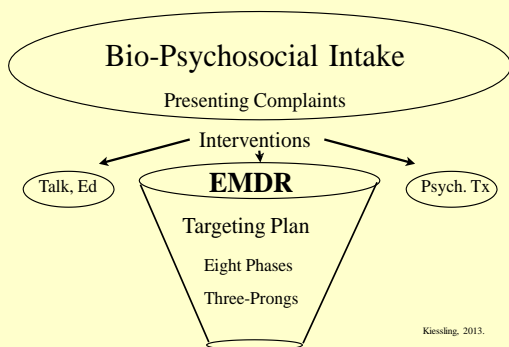 Bio-Psychosocial Intake
Presenting Complaints
Interventions
Talk, Ed
EMDR
Psych. Tx
Targeting Plan
Eight Phases
Three-Prongs
Kiessling, 2013.